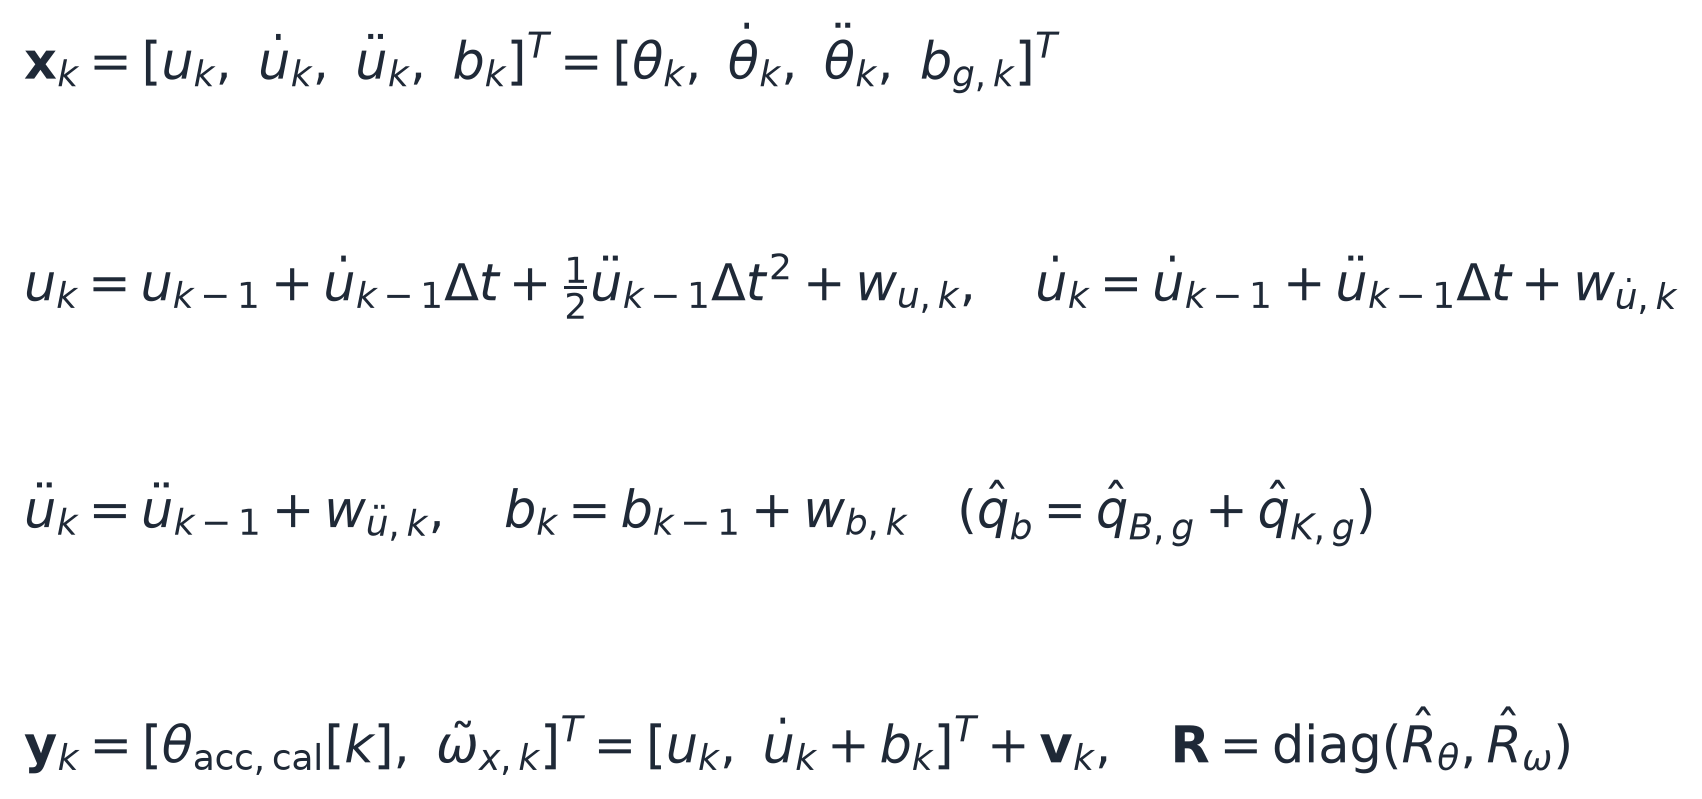 𝐱ₖ = [uₖ, u̇ₖ, üₖ, bₖ]ᵀ = [θₖ, θ̇ₖ, θ̈ₖ, b_{g,k}]ᵀ
uₖ = uₖ₋₁ + u̇ₖ₋₁Δt + ½üₖ₋₁Δt² + w_{u,k}, u̇ₖ = u̇ₖ₋₁ + üₖ₋₁Δt + w_{u̇,k}
üₖ = üₖ₋₁ + w_{ü,k}, bₖ = bₖ₋₁ + w_{b,k} (q̂_b = q̂_{B,g} + q̂_{K,g})
𝐲ₖ = [θ_{acc,cal}[k], ω̃_{x,k}]ᵀ = [uₖ, u̇ₖ + bₖ]ᵀ + 𝐯ₖ, 𝐑 = diag(R̂_θ, R̂_ω)